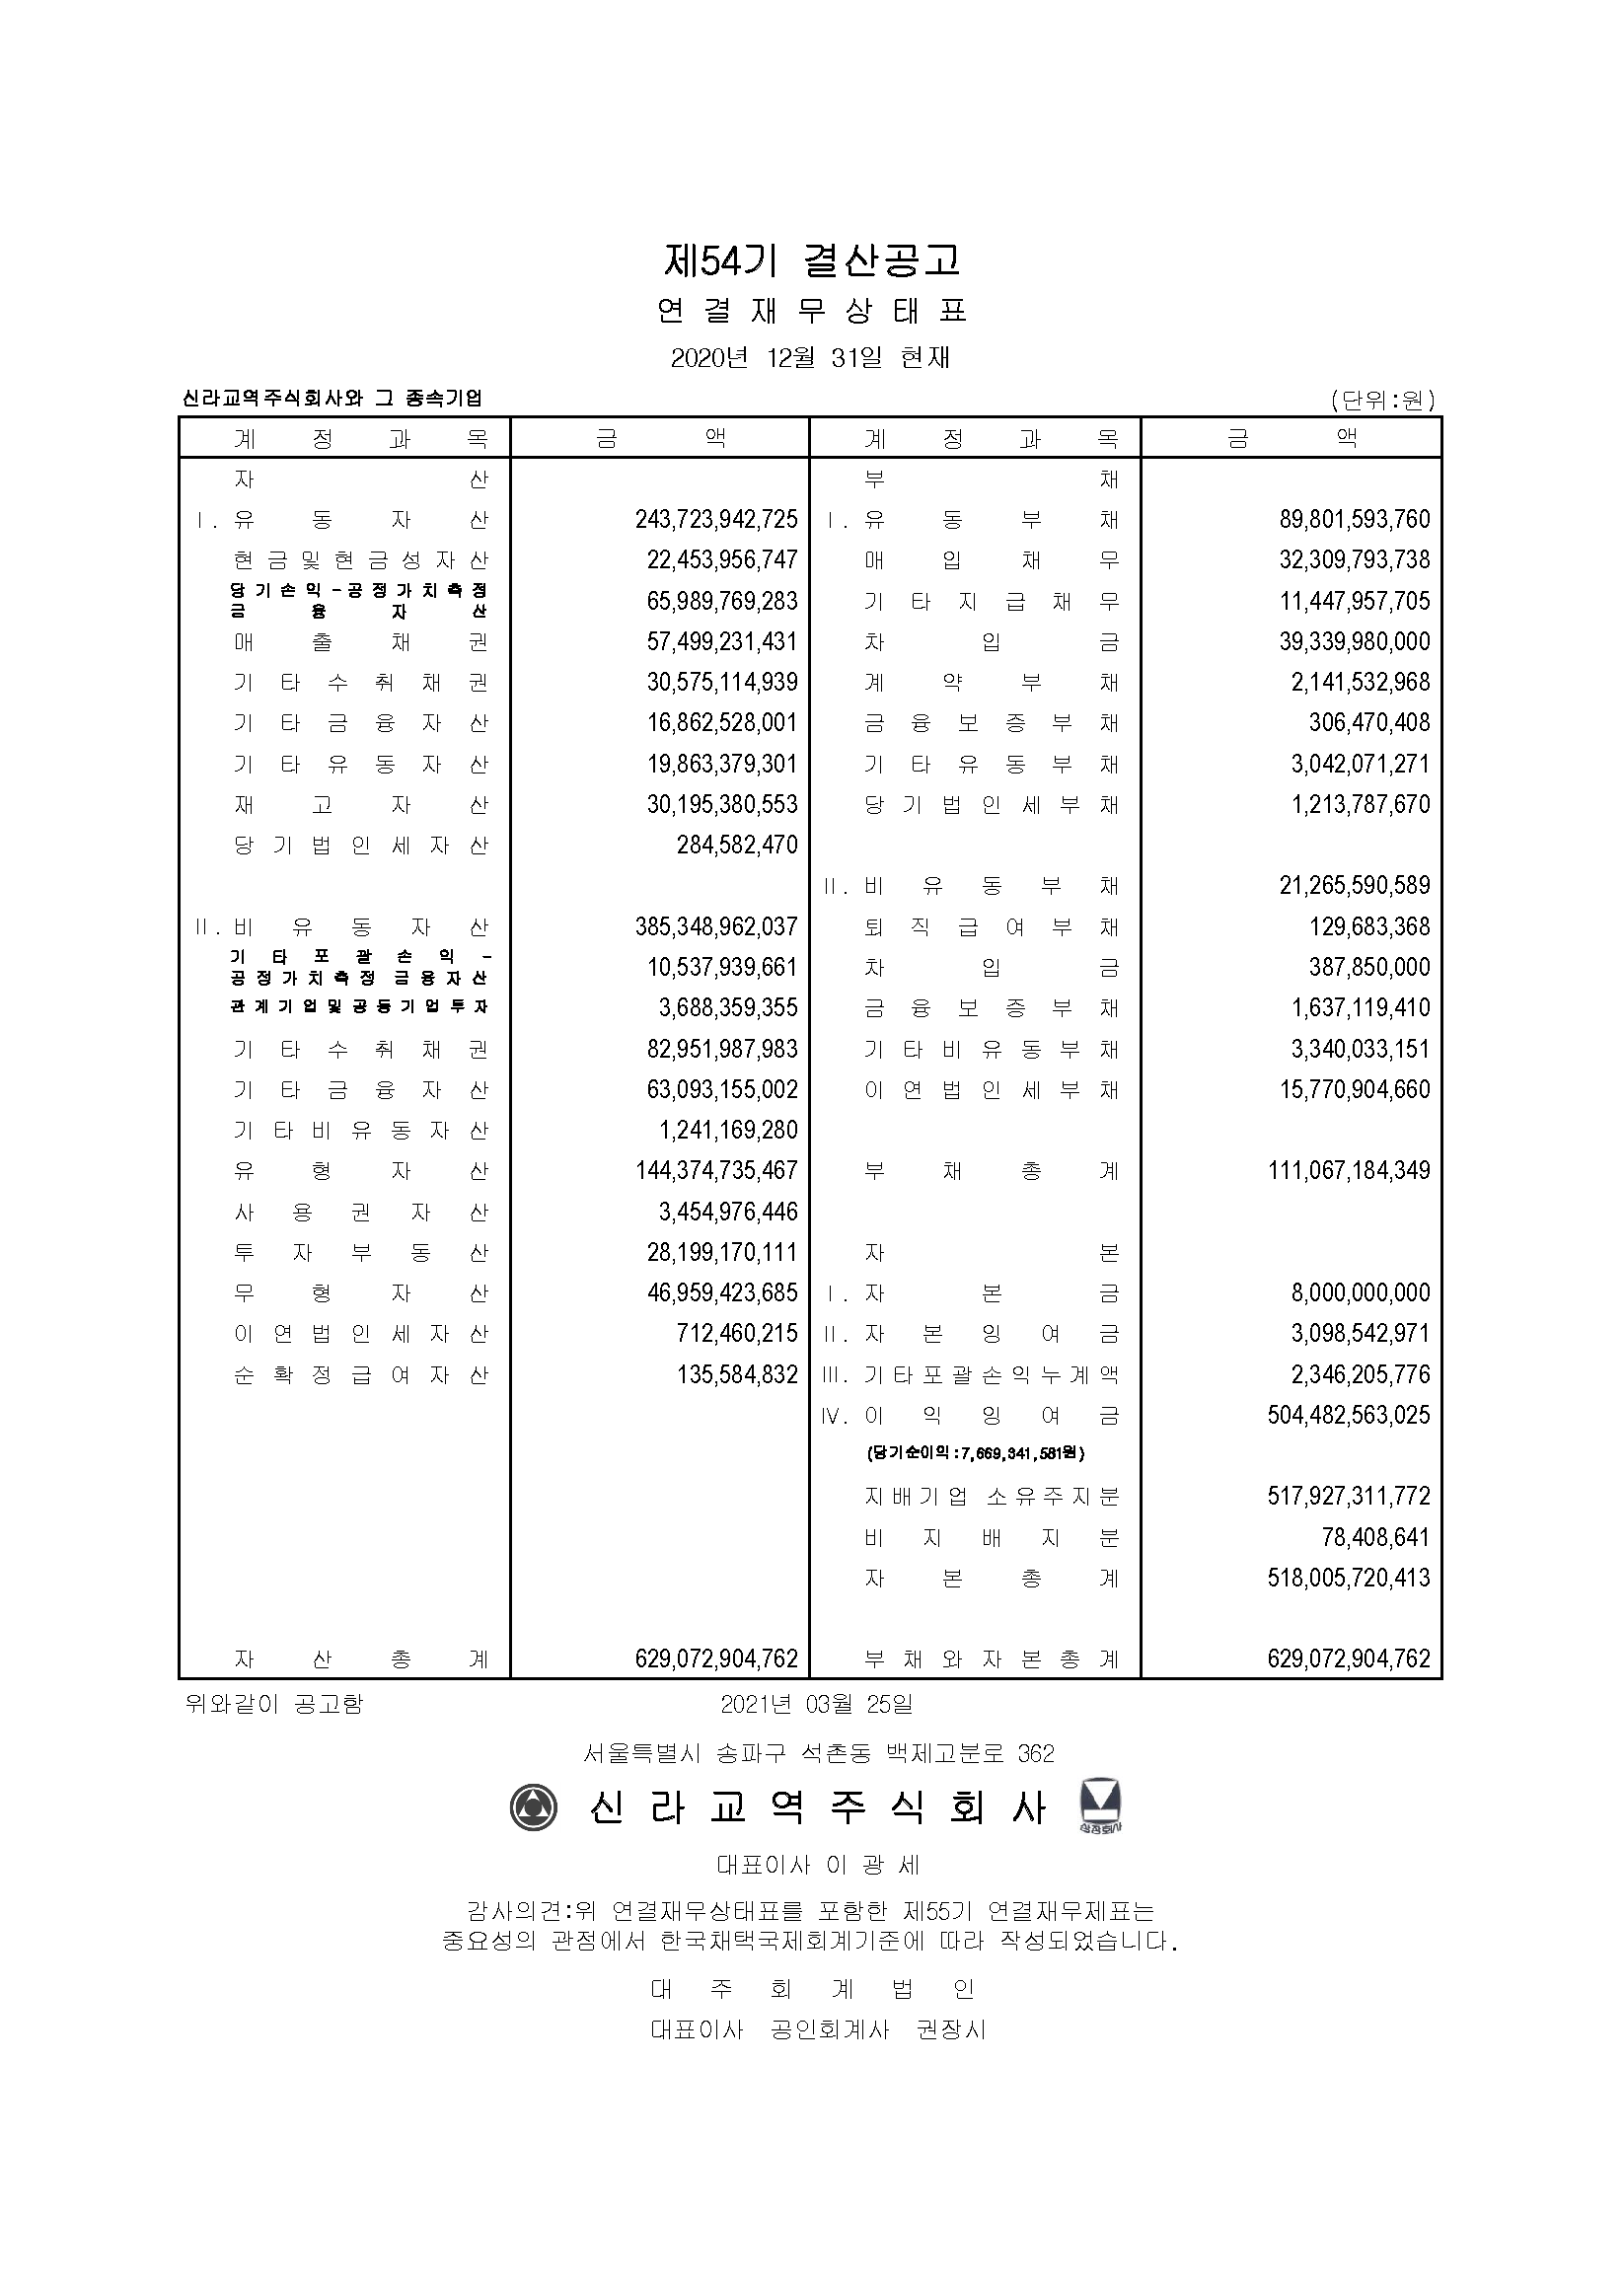 제54기 결산공고
연 결 재 무 상 태 표
2020년 12월 31일 현재
신라교역주식회사와 그 종속기업 (단위:원)
계 정 과 목 금 액 계 정 과 목 금 액
자 산 부 채
Ⅰ. 유 동 자 산 243,723,942,725 Ⅰ. 유 동 부 채 89,801,593,760
현금및현금성자산 22,453,956,747 매 입 채 무 32,309,793,738
당기손익-공정가치측정
금 융 자 산 65,989,769,283 기 타 지 급 채 무 11,447,957,705
매 출 채 권 57,499,231,431 차 입 금 39,339,980,000
기 타 수 취 채 권 30,575,114,939 계 약 부 채 2,141,532,968
기 타 금 융 자 산 16,862,528,001 금 융 보 증 부 채 306,470,408
기 타 유 동 자 산 19,863,379,301 기 타 유 동 부 채 3,042,071,271
재 고 자 산 30,195,380,553 당 기 법 인 세 부 채 1,213,787,670
당 기 법 인 세 자 산 284,582,470
Ⅱ. 비 유 동 부 채 21,265,590,589
Ⅱ. 비 유 동 자 산 385,348,962,037 퇴 직 급 여 부 채 129,683,368
기 타 포 괄 손 익 -
공정가치측정 금융자산 10,537,939,661 차 입 금 387,850,000
관계기업및공동기업투자 3,688,359,355 금 융 보 증 부 채 1,637,119,410
기 타 수 취 채 권 82,951,987,983 기 타 비 유 동 부 채 3,340,033,151
기 타 금 융 자 산 63,093,155,002 이 연 법 인 세 부 채 15,770,904,660
기 타 비 유 동 자 산 1,241,169,280
유 형 자 산 144,374,735,467 부 채 총 계 111,067,184,349
사 용 권 자 산 3,454,976,446
투 자 부 동 산 28,199,170,111 자 본
무 형 자 산 46,959,423,685 Ⅰ. 자 본 금 8,000,000,000
이 연 법 인 세 자 산 712,460,215 Ⅱ. 자 본 잉 여 금 3,098,542,971
순 확 정 급 여 자 산 135,584,832 Ⅲ. 기타포괄손익누계액 2,346,205,776
Ⅳ. 이 익 잉 여 금 504,482,563,025
(당기순이익:7,669,341,581원)
지배기업 소유주지분 517,927,311,772
비 지 배 지 분 78,408,641
자 본 총 계 518,005,720,413
자 산 총 계 629,072,904,762 부 채 와 자 본 총 계 629,072,904,762
위와같이 공고함 2021년 03월 25일
서울특별시 송파구 석촌동 백제고분로 362
신 라 교 역 주 식 회 사 상장회사
대표이사 이 광 세
감사의견:위 연결재무상태표를 포함한 제55기 연결재무제표는
중요성의 관점에서 한국채택국제회계기준에 따라 작성되었습니다.
대 주 회 계 법 인
대표이사 공인회계사 권장시